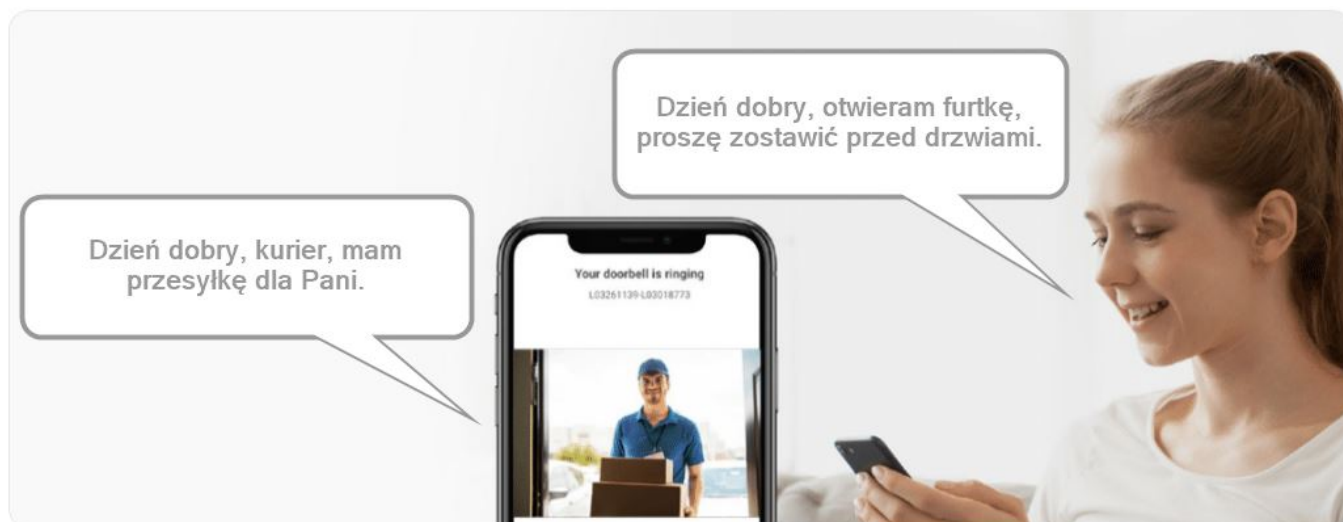 Dzień dobry, otwieram furtkę,
proszę zostawić przed drzwiami.
Dzień dobry, kurier, mam
przesyłkę dla Pani.
Your doorbell is ringing
L03261139-L03018773